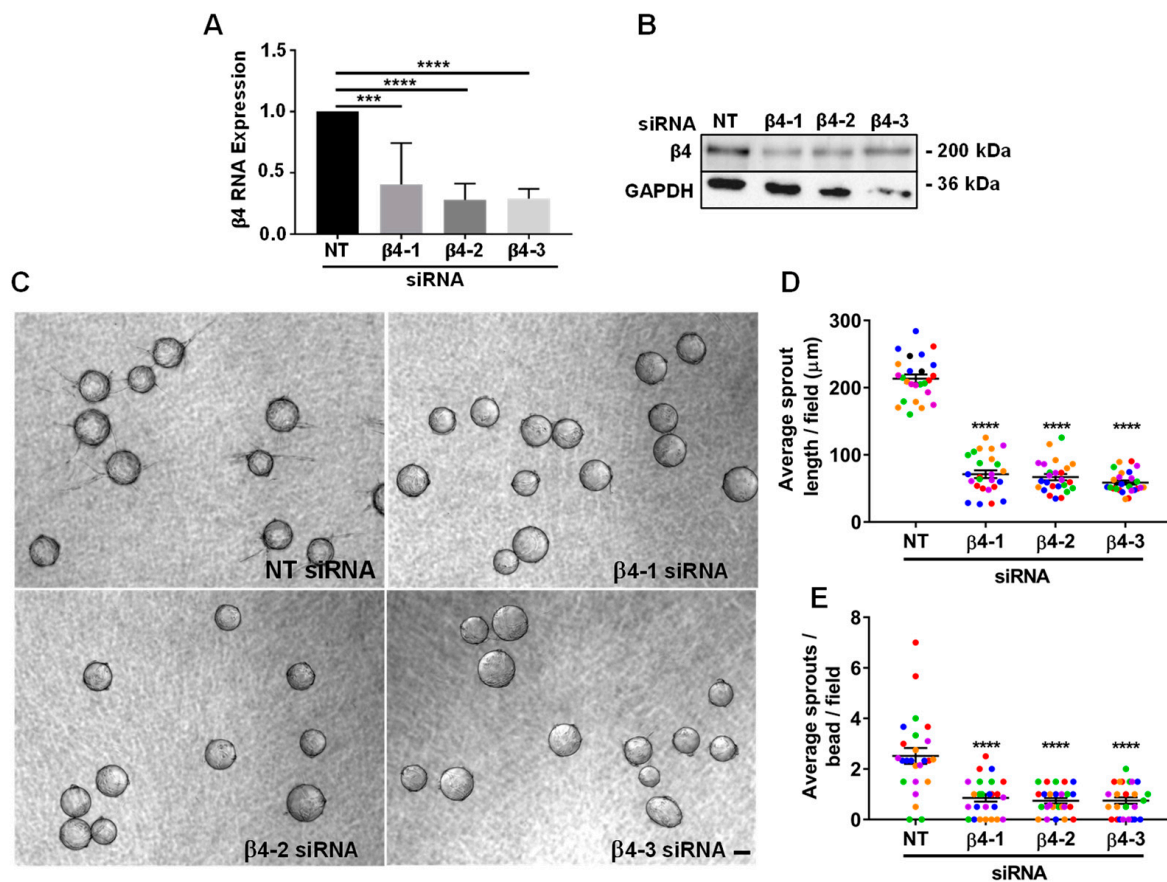 A
β4 RNA Expression
1.5
1.0
0.5
0.0
****
****
***
NT β4-1 β4-2 β4-3
siRNA
B
siRNA NT β4-1 β4-2 β4-3
β4 - 200 kDa
GAPDH - 36 kDa
C
NT siRNA
β4-1 siRNA
β4-2 siRNA
β4-3 siRNA
D
Average sprout
length / field (μm)
300
200
100
0
**** **** ****
NT β4-1 β4-2 β4-3
siRNA
E
Average sprouts /
bead / field
8
6
4
2
0
**** **** ****
NT β4-1 β4-2 β4-3
siRNA